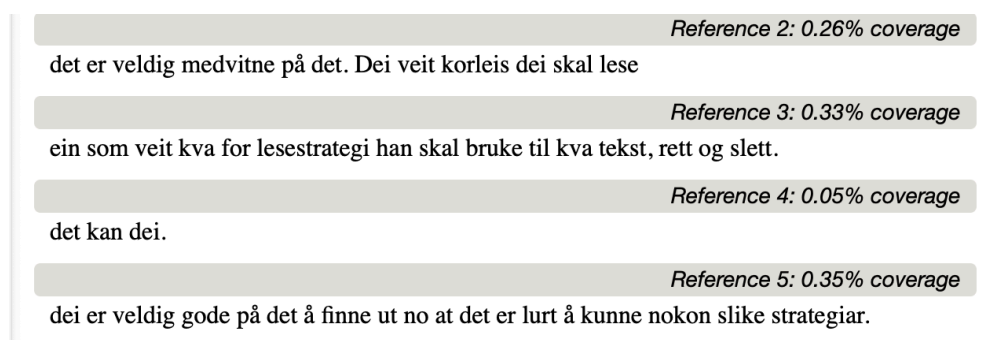 Reference 2: 0.26% coverage
det er veldig medvitne på det. Dei veit korleis dei skal lese
Reference 3: 0.33% coverage
ein som veit kva for lesestrategi han skal bruke til kva tekst, rett og slett.
Reference 4: 0.05% coverage
det kan dei.
Reference 5: 0.35% coverage
dei er veldig gode på det å finne ut no at det er lurt å kunne nokon slike strategiar.